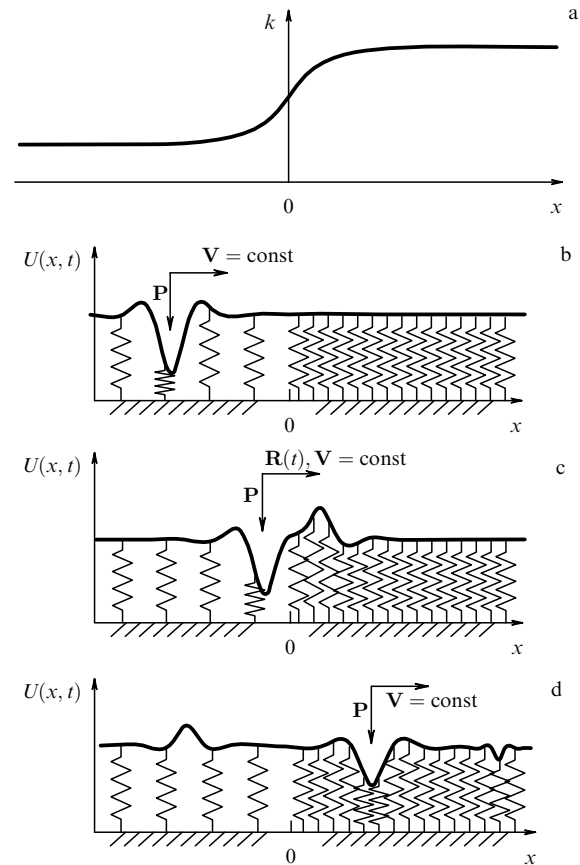 a
k
0
x
b
U(x, t)
V = const
P
0
x
c
U(x, t)
R(t), V = const
P
0
x
d
U(x, t)
V = const
P
0
x